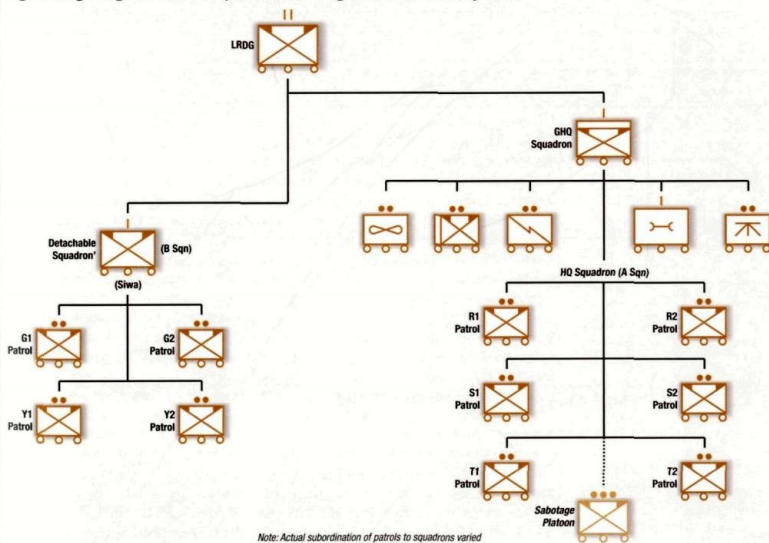 LRDG
GHQ
Squadron
Detachable
Squadron'
(B Sqn)
(Siwa)
HQ Squadron (A Sqn)
G1
Patrol
G2
Patrol
Y1
Patrol
Y2
Patrol
R1
Patrol
R2
Patrol
S1
Patrol
S2
Patrol
T1
Patrol
T2
Patrol
Sabotage
Platoon
Note: Actual subordination of patrols to squadrons varied